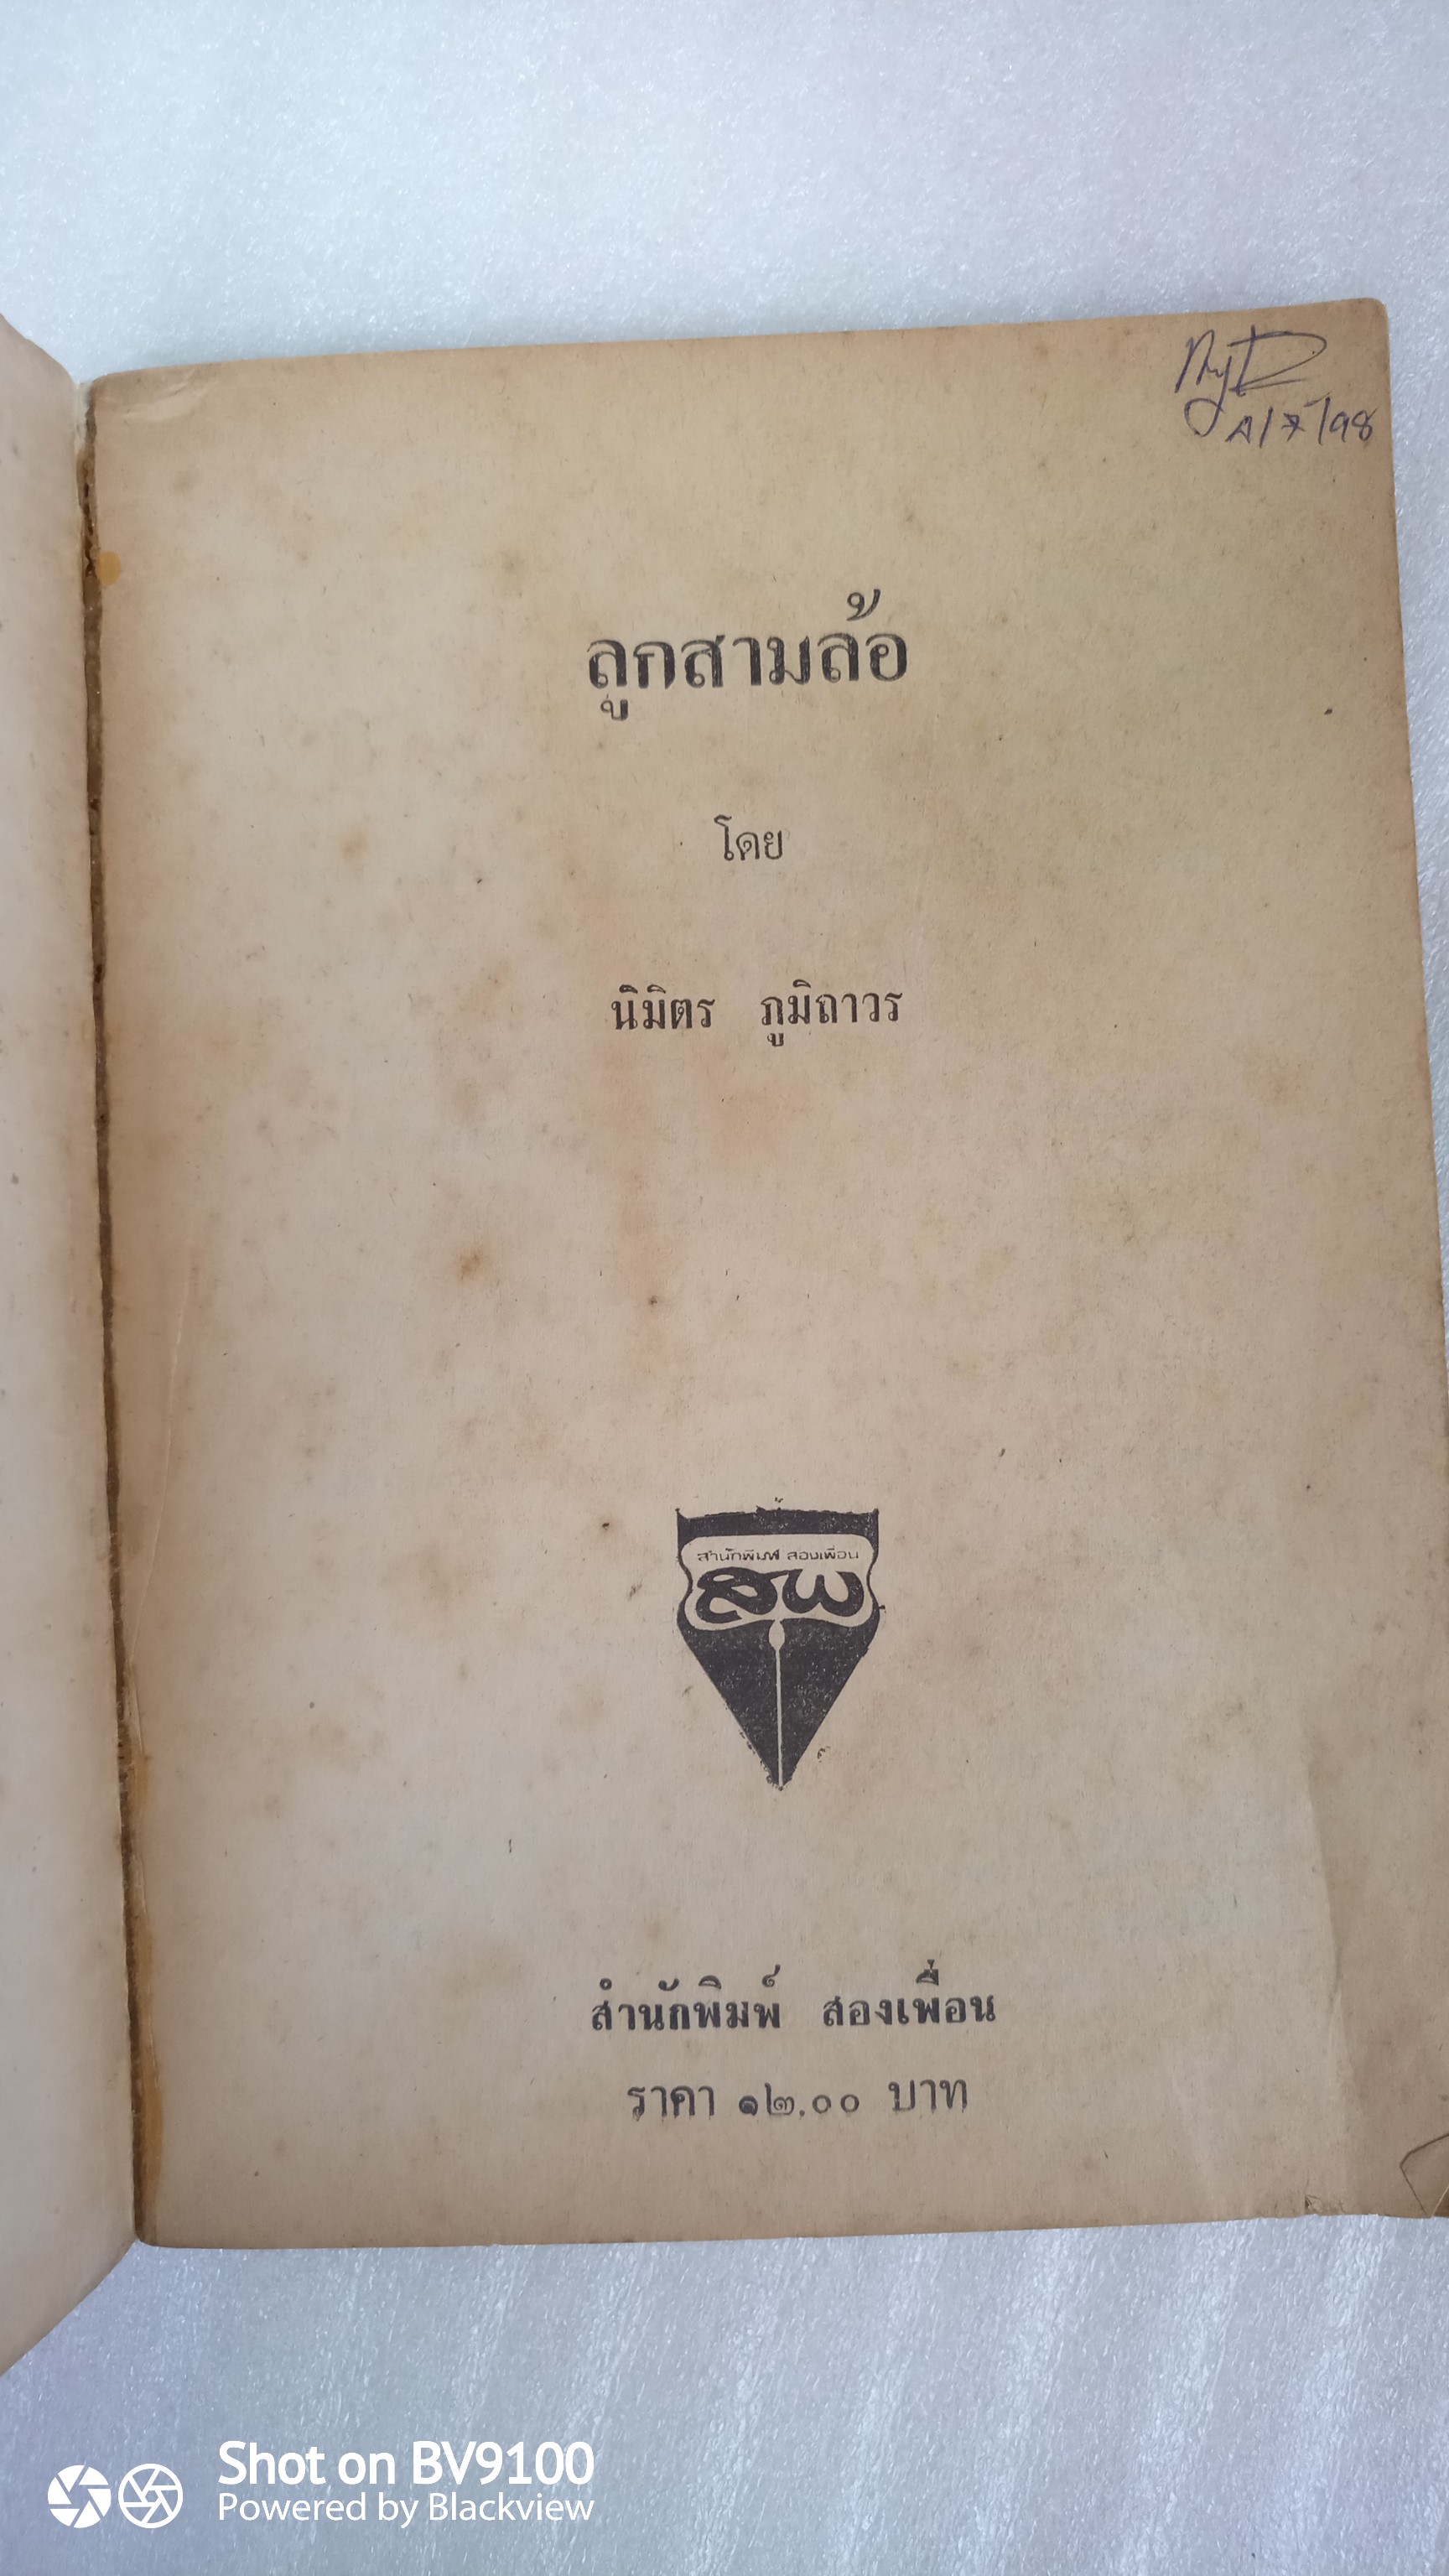 ลูกสามล้อ
โดย
นิมิตร ภูมิถาวร
สำนักพิมพ์ สองเพื่อน
สพ
สำนักพิมพ์ สองเพื่อน
ราคา ๑๒.๐๐ บาท
Shot on BV9100
Powered by Blackview